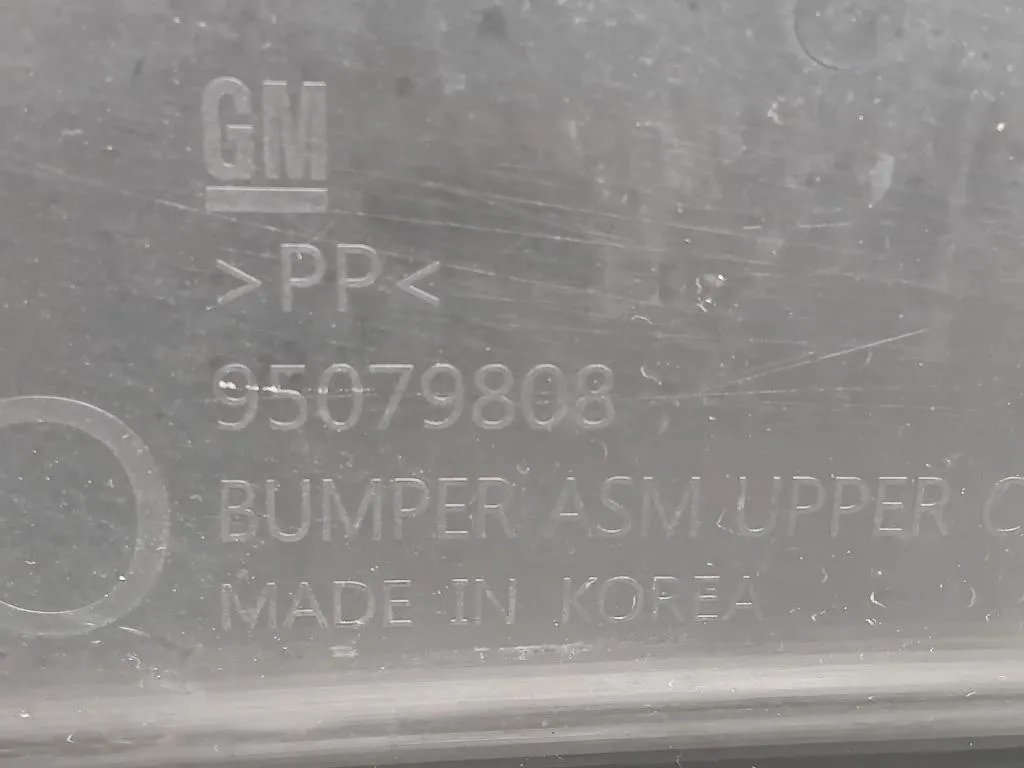 GM
>PP<
95079808
BUMPER ASM UPPER C
MADE IN KOREA